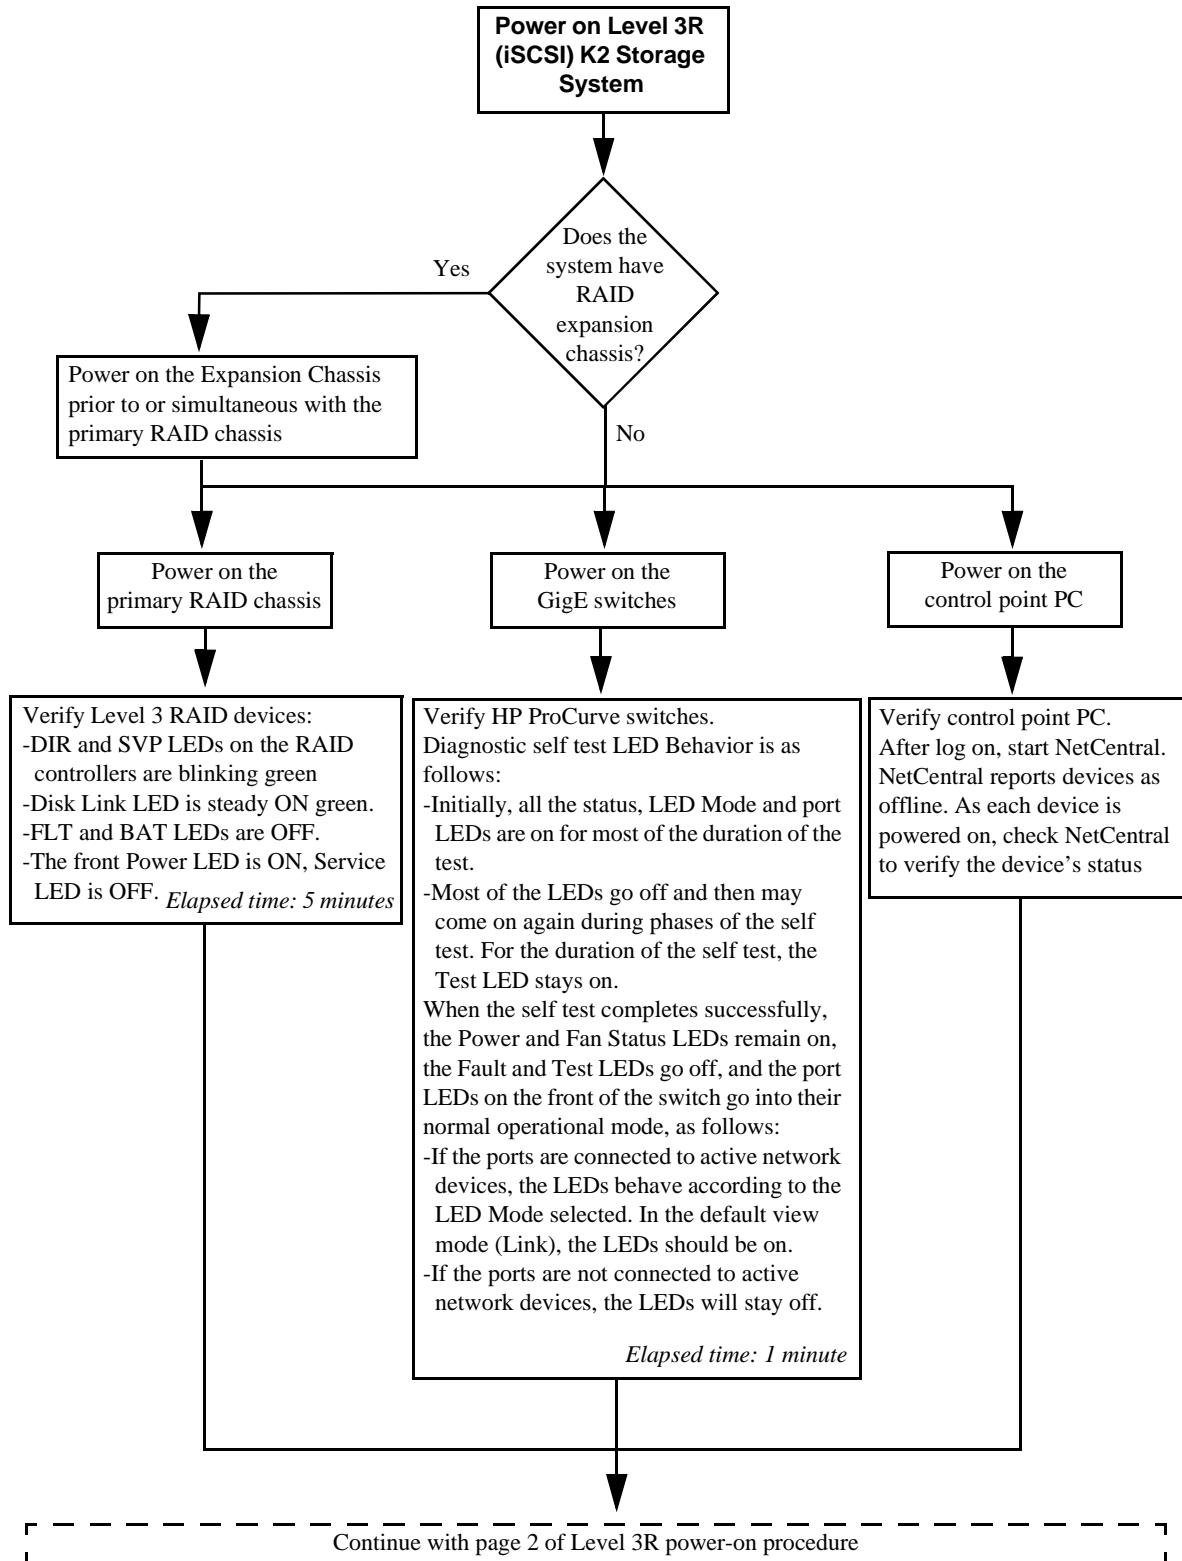 Power on Level 3R
(iSCSI) K2 Storage
System
Does the
system have
RAID
expansion
chassis?
Yes
No
Power on the Expansion Chassis
prior to or simultaneous with the
primary RAID chassis
Power on the
primary RAID chassis
Power on the
GigE switches
Power on the
control point PC
Verify Level 3 RAID devices:
-DIR and SVP LEDs on the RAID
controllers are blinking green
-Disk Link LED is steady ON green.
-FLT and BAT LEDs are OFF.
-The front Power LED is ON, Service
LED is OFF.
Elapsed time: 5 minutes
Verify HP ProCurve switches.
Diagnostic self test LED Behavior is as
follows:
-Initially, all the status, LED Mode and port
LEDs are on for most of the duration of the
test.
-Most of the LEDs go off and then may
come on again during phases of the self
test. For the duration of the self test, the
Test LED stays on.
When the self test completes successfully,
the Power and Fan Status LEDs remain on,
the Fault and Test LEDs go off, and the port
LEDs on the front of the switch go into their
normal operational mode, as follows:
-If the ports are connected to active network
devices, the LEDs behave according to the
LED Mode selected. In the default view
mode (Link), the LEDs should be on.
-If the ports are not connected to active
network devices, the LEDs will stay off.
Elapsed time: 1 minute
Verify control point PC.
After log on, start NetCentral.
NetCentral reports devices as
offline. As each device is
powered on, check NetCentral
to verify the device's status
Continue with page 2 of Level 3R power-on procedure